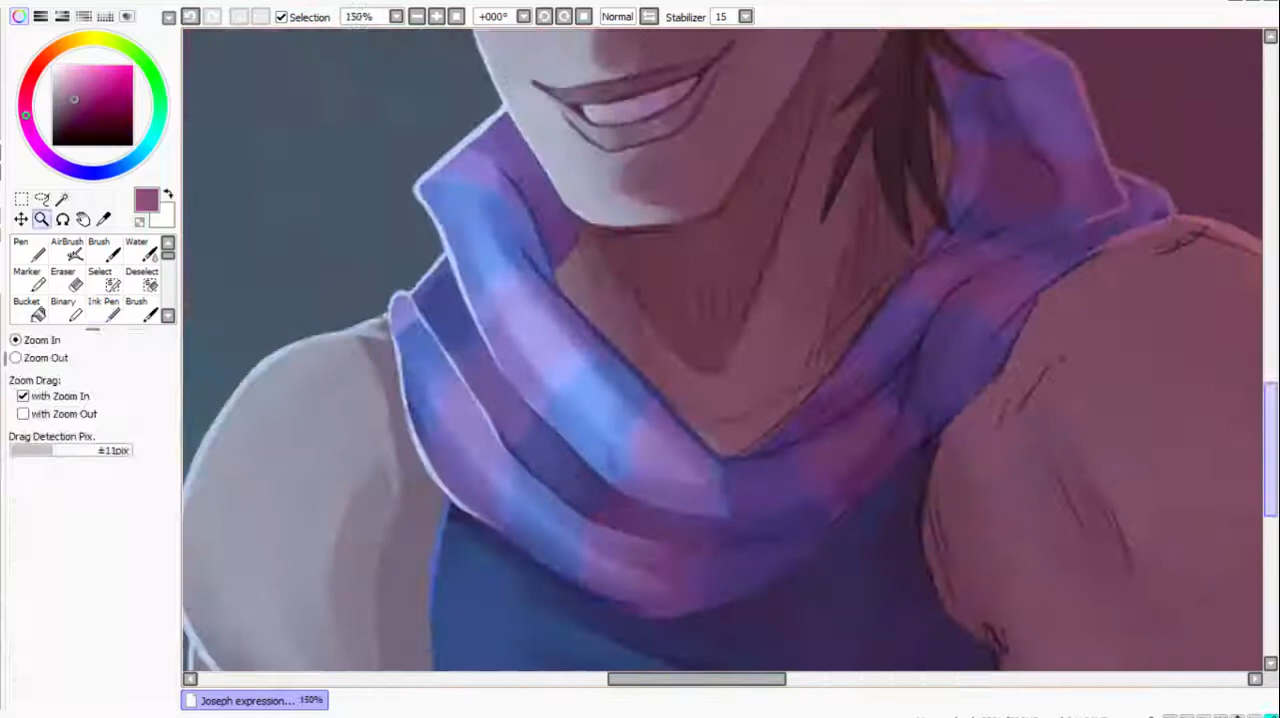 Selection 150% +000° Normal Stabilizer 15
Pen AirBrush Brush Water
Marker Eraser Select Deselect
Bucket Binary Ink Pen Brush
Zoom In
Zoom Out
Zoom Drag:
with Zoom In
with Zoom Out
Drag Detection Pix.
±11pix
Joseph expression... 150%